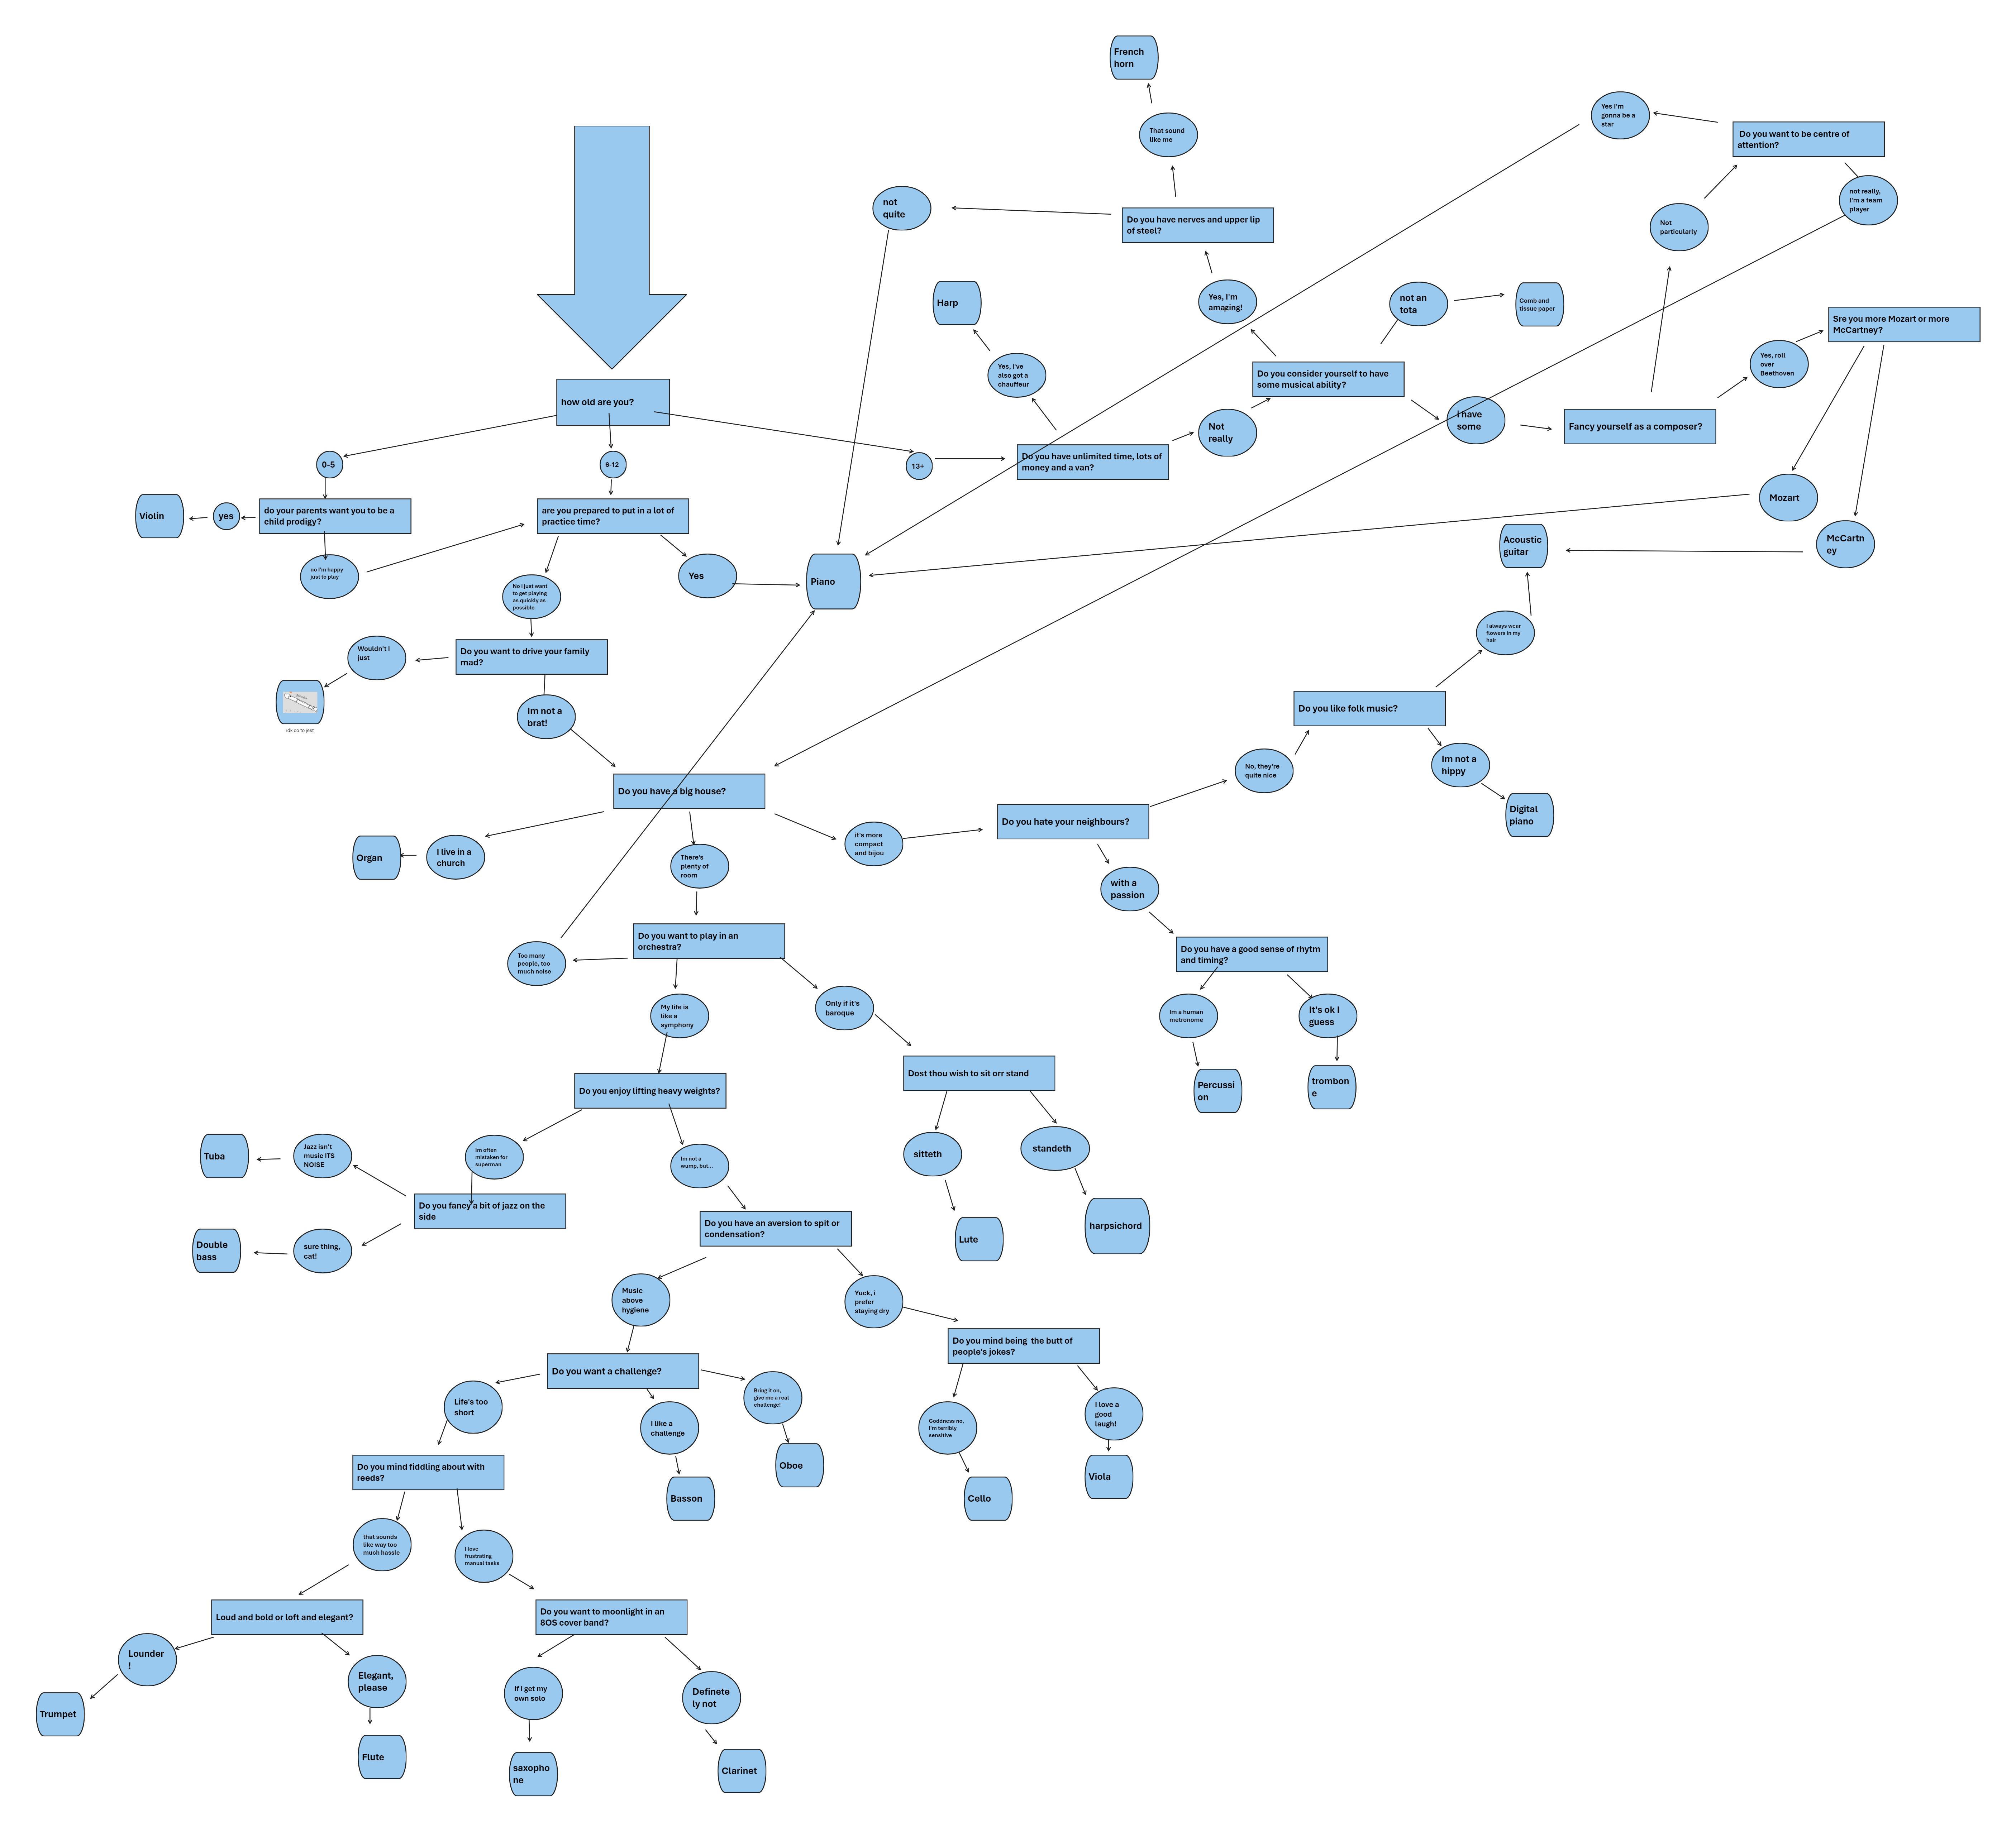 French
horn
Yes I'm
gonna be a
star
That sound
like me
Do you want to be centre of
attention?
not
quite
Do you have nerves and upper lip
of steel?
not really,
I'm a team
player
Not
particularly
Harp
Yes, I'm
amazing!
not an
tota
Comb and
tissue paper
Sre you more Mozart or more
McCartney?
Yes, i've
also got a
chauffeur
Do you consider yourself to have
some musical ability?
Yes, roll
over
Beethoven
how old are you?
Not
really
I have
some
Fancy yourself as a composer?
0-5
6-12
13+
Do you have unlimited time, lots of
money and a van?
Violin
yes
do your parents want you to be a
child prodigy?
are you prepared to put in a lot of
practice time?
Mozart
no I'm happy
just to play
No i just want
to get playing
as quickly as
possible
Yes
Piano
Acoustic
guitar
McCartn
ey
I always wear
flowers in my
hair
Wouldn't I
just
Do you want to drive your family
mad?
idk co to jest
Im not a
brat!
Do you like folk music?
No, they're
quite nice
Im not a
hippy
Do you have a big house?
Do you hate your neighbours?
Digital
piano
Organ
I live in a
church
There's
plenty of
room
it's more
compact
and bijou
with a
passion
Do you want to play in an
orchestra?
Too many
people, too
much noise
Do you have a good sense of rhytm
and timing?
My life is
like a
symphony
Only if it's
baroque
Im a human
metronome
It's ok I
guess
Do you enjoy lifting heavy weights?
Dost thou wish to sit orr stand
Percussi
on
trombon
e
Tuba
Jazz isn't
music ITS
NOISE
Im often
mistaken for
superman
Im not a
wump, but...
sitteth
standeth
Do you fancy a bit of jazz on the
side
Double
bass
sure thing,
cat!
Do you have an aversion to spit or
condensation?
Lute
harpsichord
Music
above
hygiene
Yuck, i
prefer
staying dry
Do you mind being  the butt of
people's jokes?
Do you want a challenge?
Life's too
short
I like a
challenge
Bring it on,
give me a real
challenge!
Goddness no,
I'm terribly
sensitive
I love a
good
laugh!
Do you mind fiddling about with
reeds?
Basson
Oboe
Cello
Viola
that sounds
like way too
much hassle
I love
frustrating
manual tasks
Loud and bold or loft and elegant?
Do you want to moonlight in an
8OS cover band?
Lounder
!
Elegant,
please
If i get my
own solo
Definete
ly not
Trumpet
Flute
saxopho
ne
Clarinet